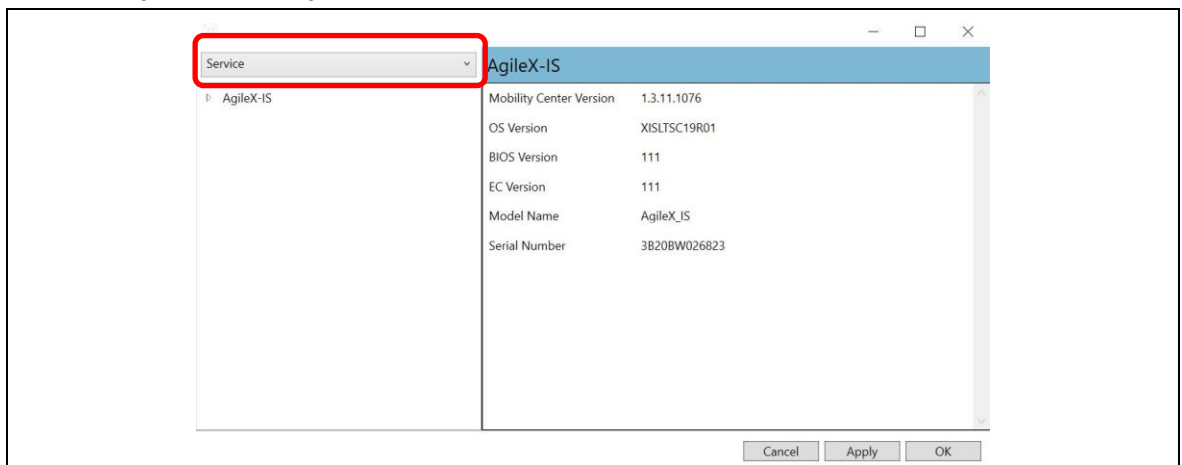 Service
AgileX-IS
AgileX-IS
Mobility Center Version 1.3.11.1076
OS Version XISLTSC19R01
BIOS Version 111
EC Version 111
Model Name AgileX_IS
Serial Number 3B20BW026823
Cancel Apply OK